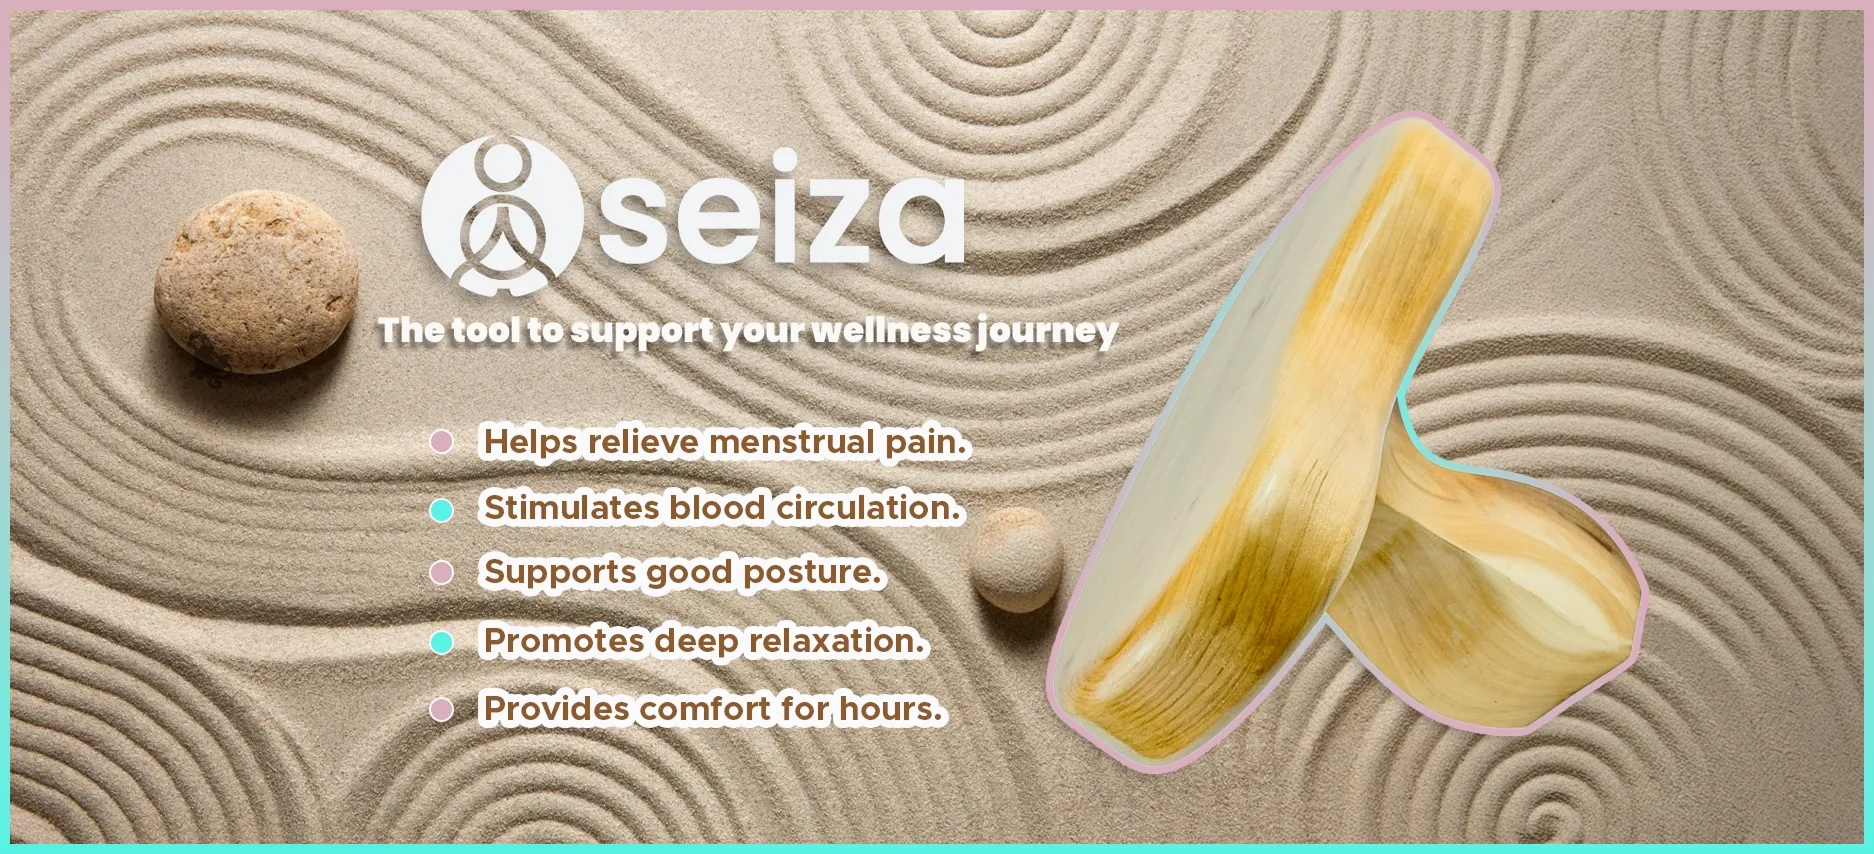 seiza
The tool to support your wellness journey
Helps relieve menstrual pain.
Stimulates blood circulation.
Supports good posture.
Promotes deep relaxation.
Provides comfort for hours.